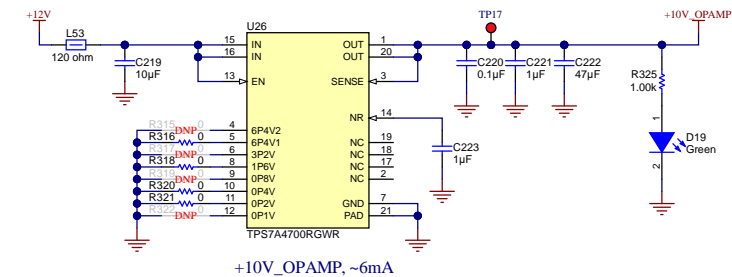 +12V
L53
120 ohm
C219
10µF
U26
15 IN
16 IN
13 EN
OUT 1
OUT 20
SENSE 3
NR 14
TP17
+10V_OPAMP
C220
0.1µF
C221
1µF
C222
47µF
R325
1.00k
1
D19
Green
2
C223
1µF
R315 DNP 0 4 6P4V2
R316 0 5 6P4V1
R317 DNP 0 6 3P2V
R318 0 8 1P6V
R319 DNP 0 9 0P8V
R320 0 10 0P4V
R321 0 11 0P2V
R322 DNP 0 12 0P1V
NC 19
NC 18
NC 17
NC 2
GND 7
PAD 21
TPS7A4700RGWR
+10V_OPAMP, ~6mA